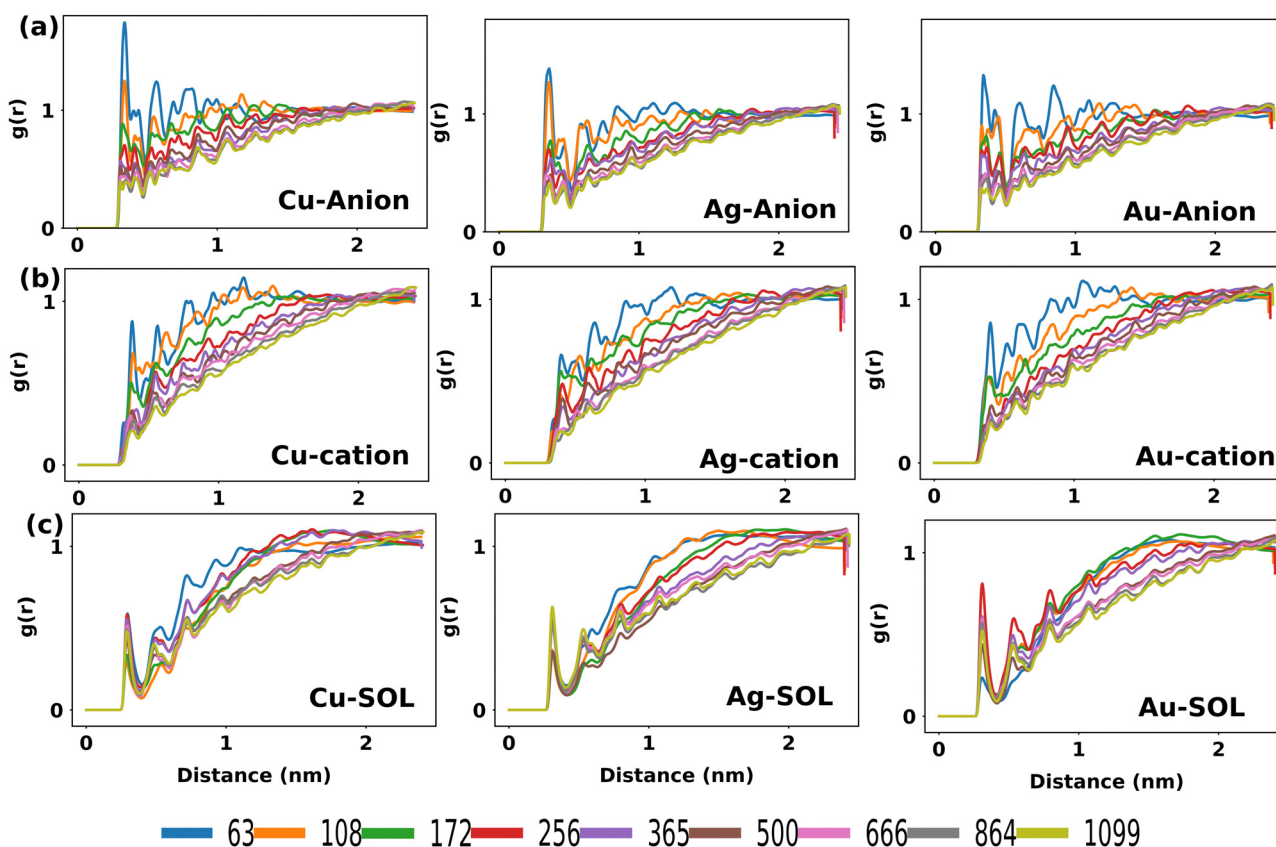 (a)
g(r)
1
0
0
1
2
Cu-Anion
g(r)
1
0
0
1
2
Ag-Anion
g(r)
1
0
0
1
2
Au-Anion
(b)
g(r)
1
0
0
1
2
Cu-cation
g(r)
1
0
0
1
2
Ag-cation
g(r)
1
0
0
1
2
Au-cation
(c)
g(r)
1
0
0
1
2
Cu-SOL
Distance (nm)
g(r)
1
0
0
1
2
Ag-SOL
Distance (nm)
g(r)
1
0
0
1
2
Au-SOL
Distance (nm)
63 108 172 256 365 500 666 864 1099